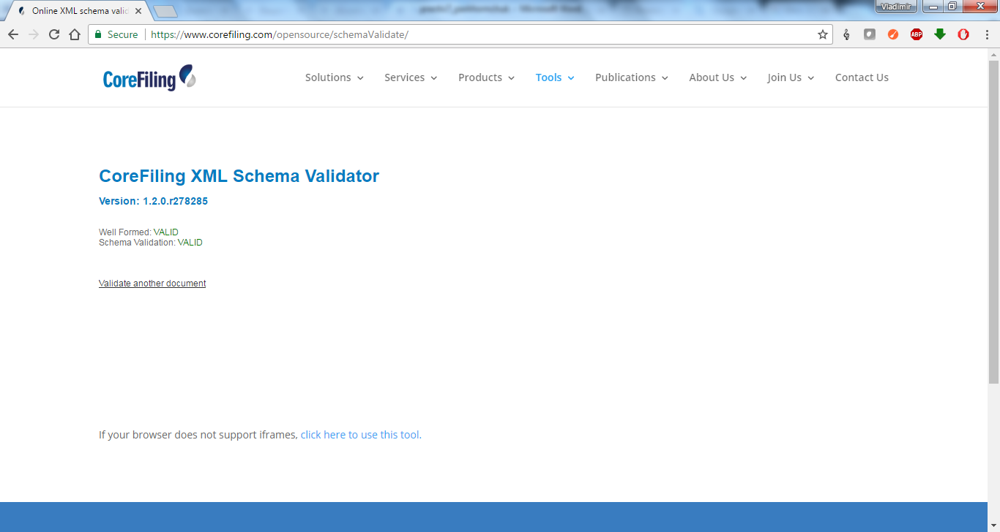 Online XML schema valid
Vladimir
Secure https://www.corefiling.com/opensource/schemaValidate/
ABP
CoreFiling
Solutions Services Products Tools Publications About Us Join Us Contact Us
CoreFiling XML Schema Validator
Version: 1.2.0.r278285
Well Formed: VALID
Schema Validation: VALID
Validate another document
If your browser does not support iframes, click here to use this tool.